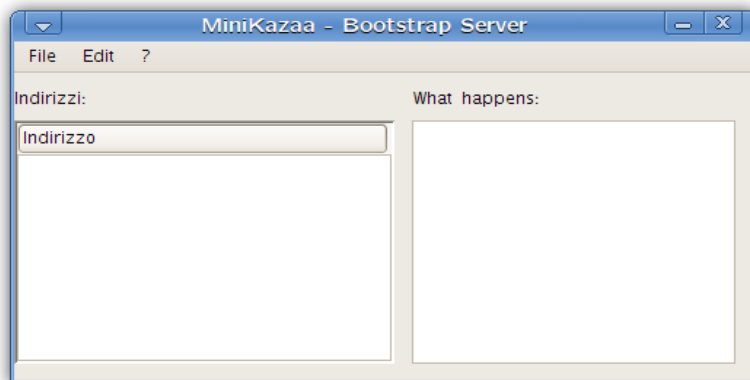 MiniKazaa - Bootstrap Server
File Edit ?
Indirizzi: What happens:
Indirizzo